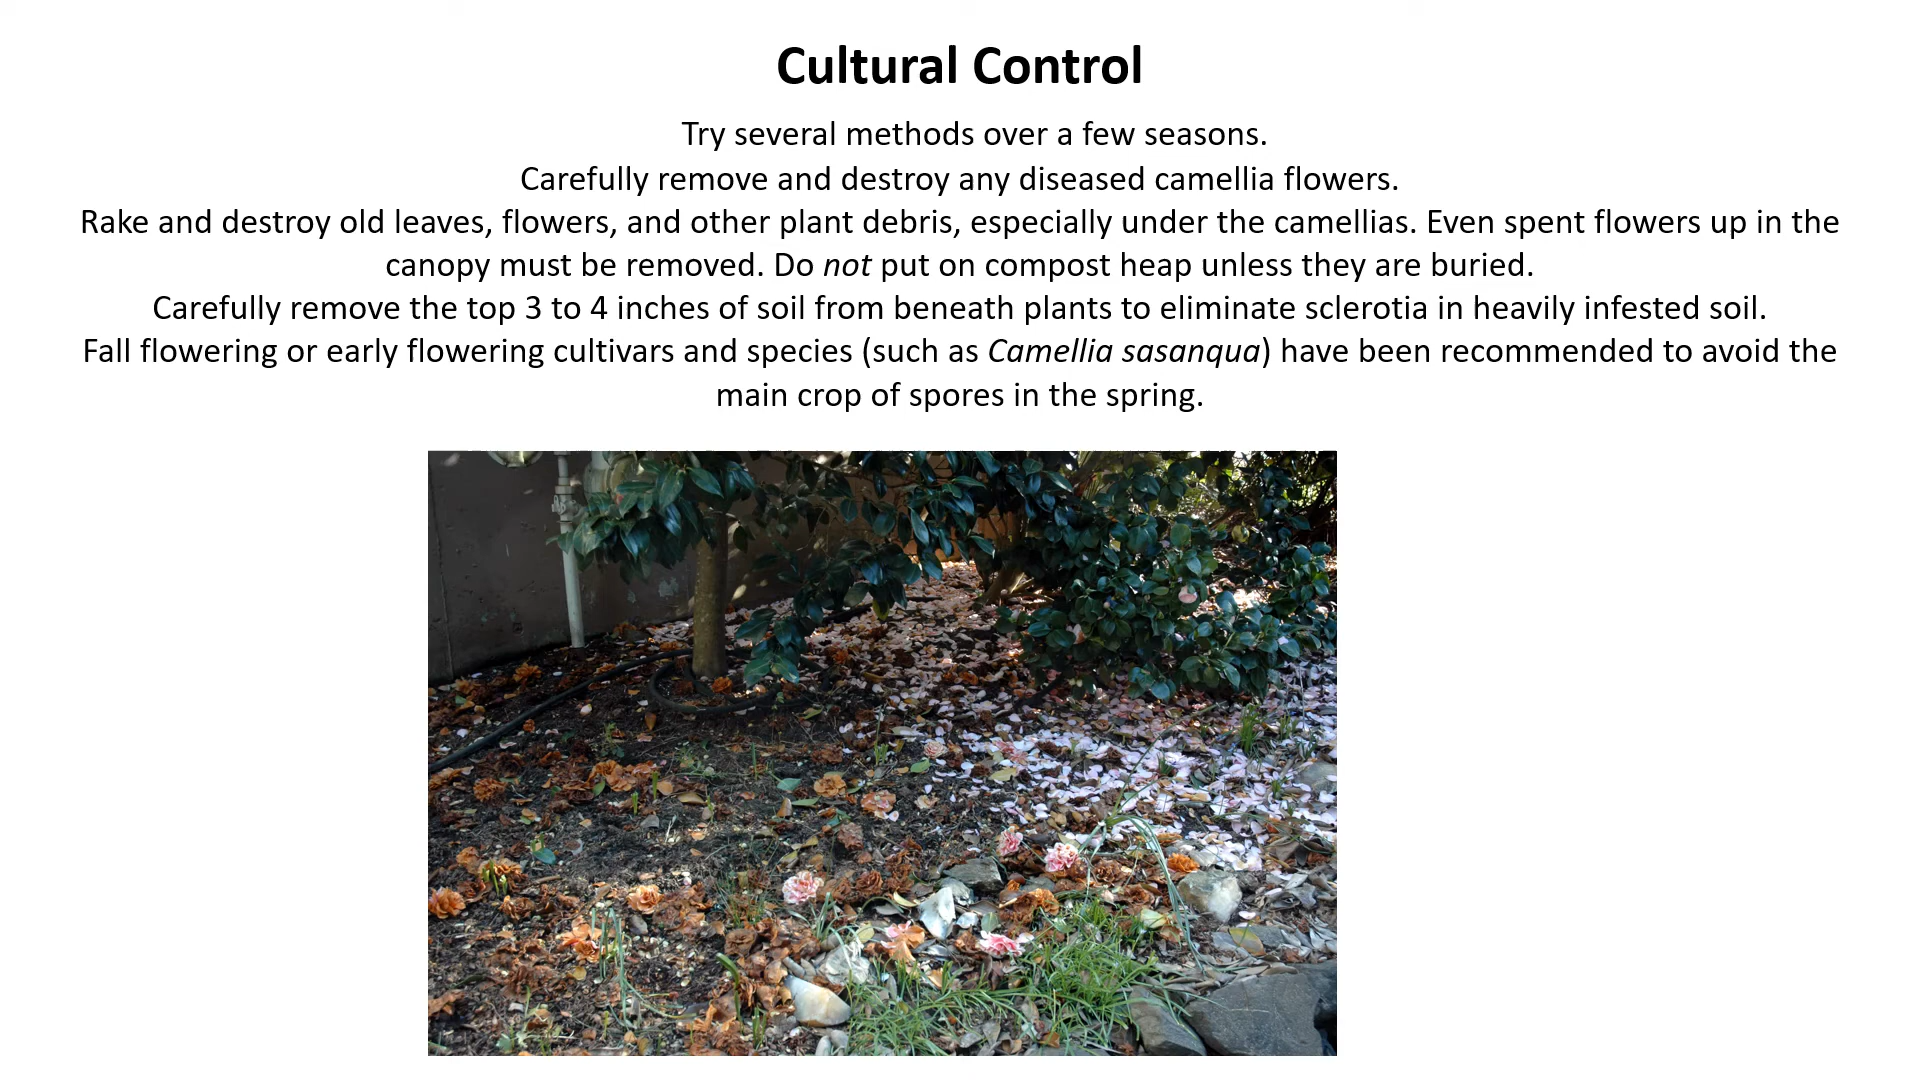 Cultural Control
Try several methods over a few seasons.
Carefully remove and destroy any diseased camellia flowers.
Rake and destroy old leaves, flowers, and other plant debris, especially under the camellias. Even spent flowers up in the
canopy must be removed. Do not put on compost heap unless they are buried.
Carefully remove the top 3 to 4 inches of soil from beneath plants to eliminate sclerotia in heavily infested soil.
Fall flowering or early flowering cultivars and species (such as Camellia sasanqua) have been recommended to avoid the
main crop of spores in the spring.